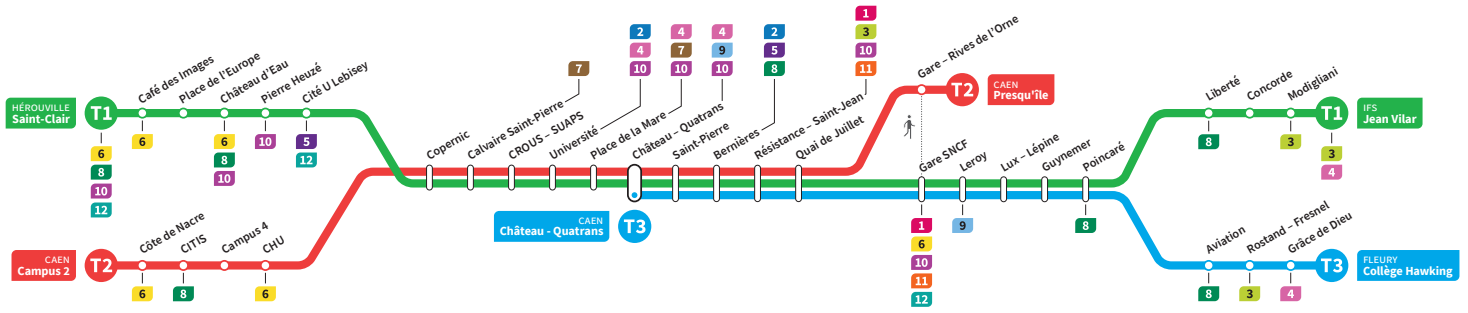 HÉROUVILLE
Saint-Clair
T1
6
8
10
12
Café des Images
6
Place de l'Europe
Château d'Eau
6
8
10
Pierre Heuzé
10
Cité U Lebisey
5
12
CAEN
Campus 2
T2
Côte de Nacre
6
CITIS
8
Campus 4
CHU
6
Copernic
Calvaire Saint-Pierre
7
CROUS – SUAPS
Université
2
4
10
Place de la Mare
4
7
10
Château – Quatrans
4
9
10
CAEN
Château - Quatrans
T3
Saint-Pierre
Bernières
2
5
8
Résistance – Saint-Jean
1
3
10
11
Quai de Juillet
Gare – Rives de l'Orne
T2
CAEN
Presqu'île
Gare SNCF
1
6
10
11
12
Leroy
9
Lux – Lépine
Guynemer
Poincaré
8
Liberté
8
Concorde
Modigliani
3
T1
3
4
IFS
Jean Vilar
Aviation
8
Rostand – Fresnel
3
Grâce de Dieu
4
T3
FLEURY
Collège Hawking